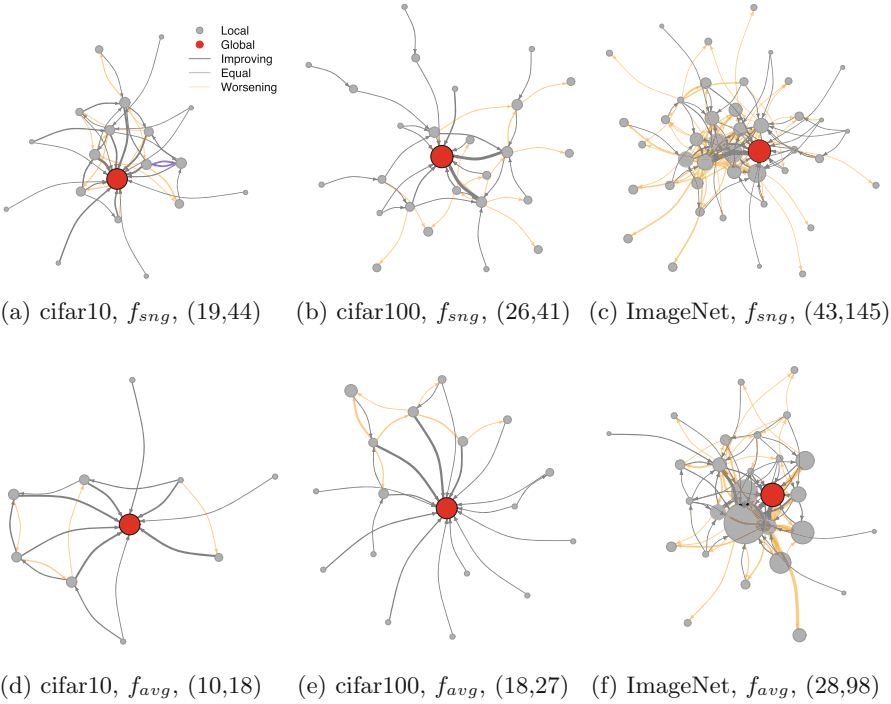 Local
Global
Improving
Equal
Worsening
(a) cifar10, f_sng, (19,44)
(b) cifar100, f_sng, (26,41)
(c) ImageNet, f_sng, (43,145)
(d) cifar10, f_avg, (10,18)
(e) cifar100, f_avg, (18,27)
(f) ImageNet, f_avg, (28,98)